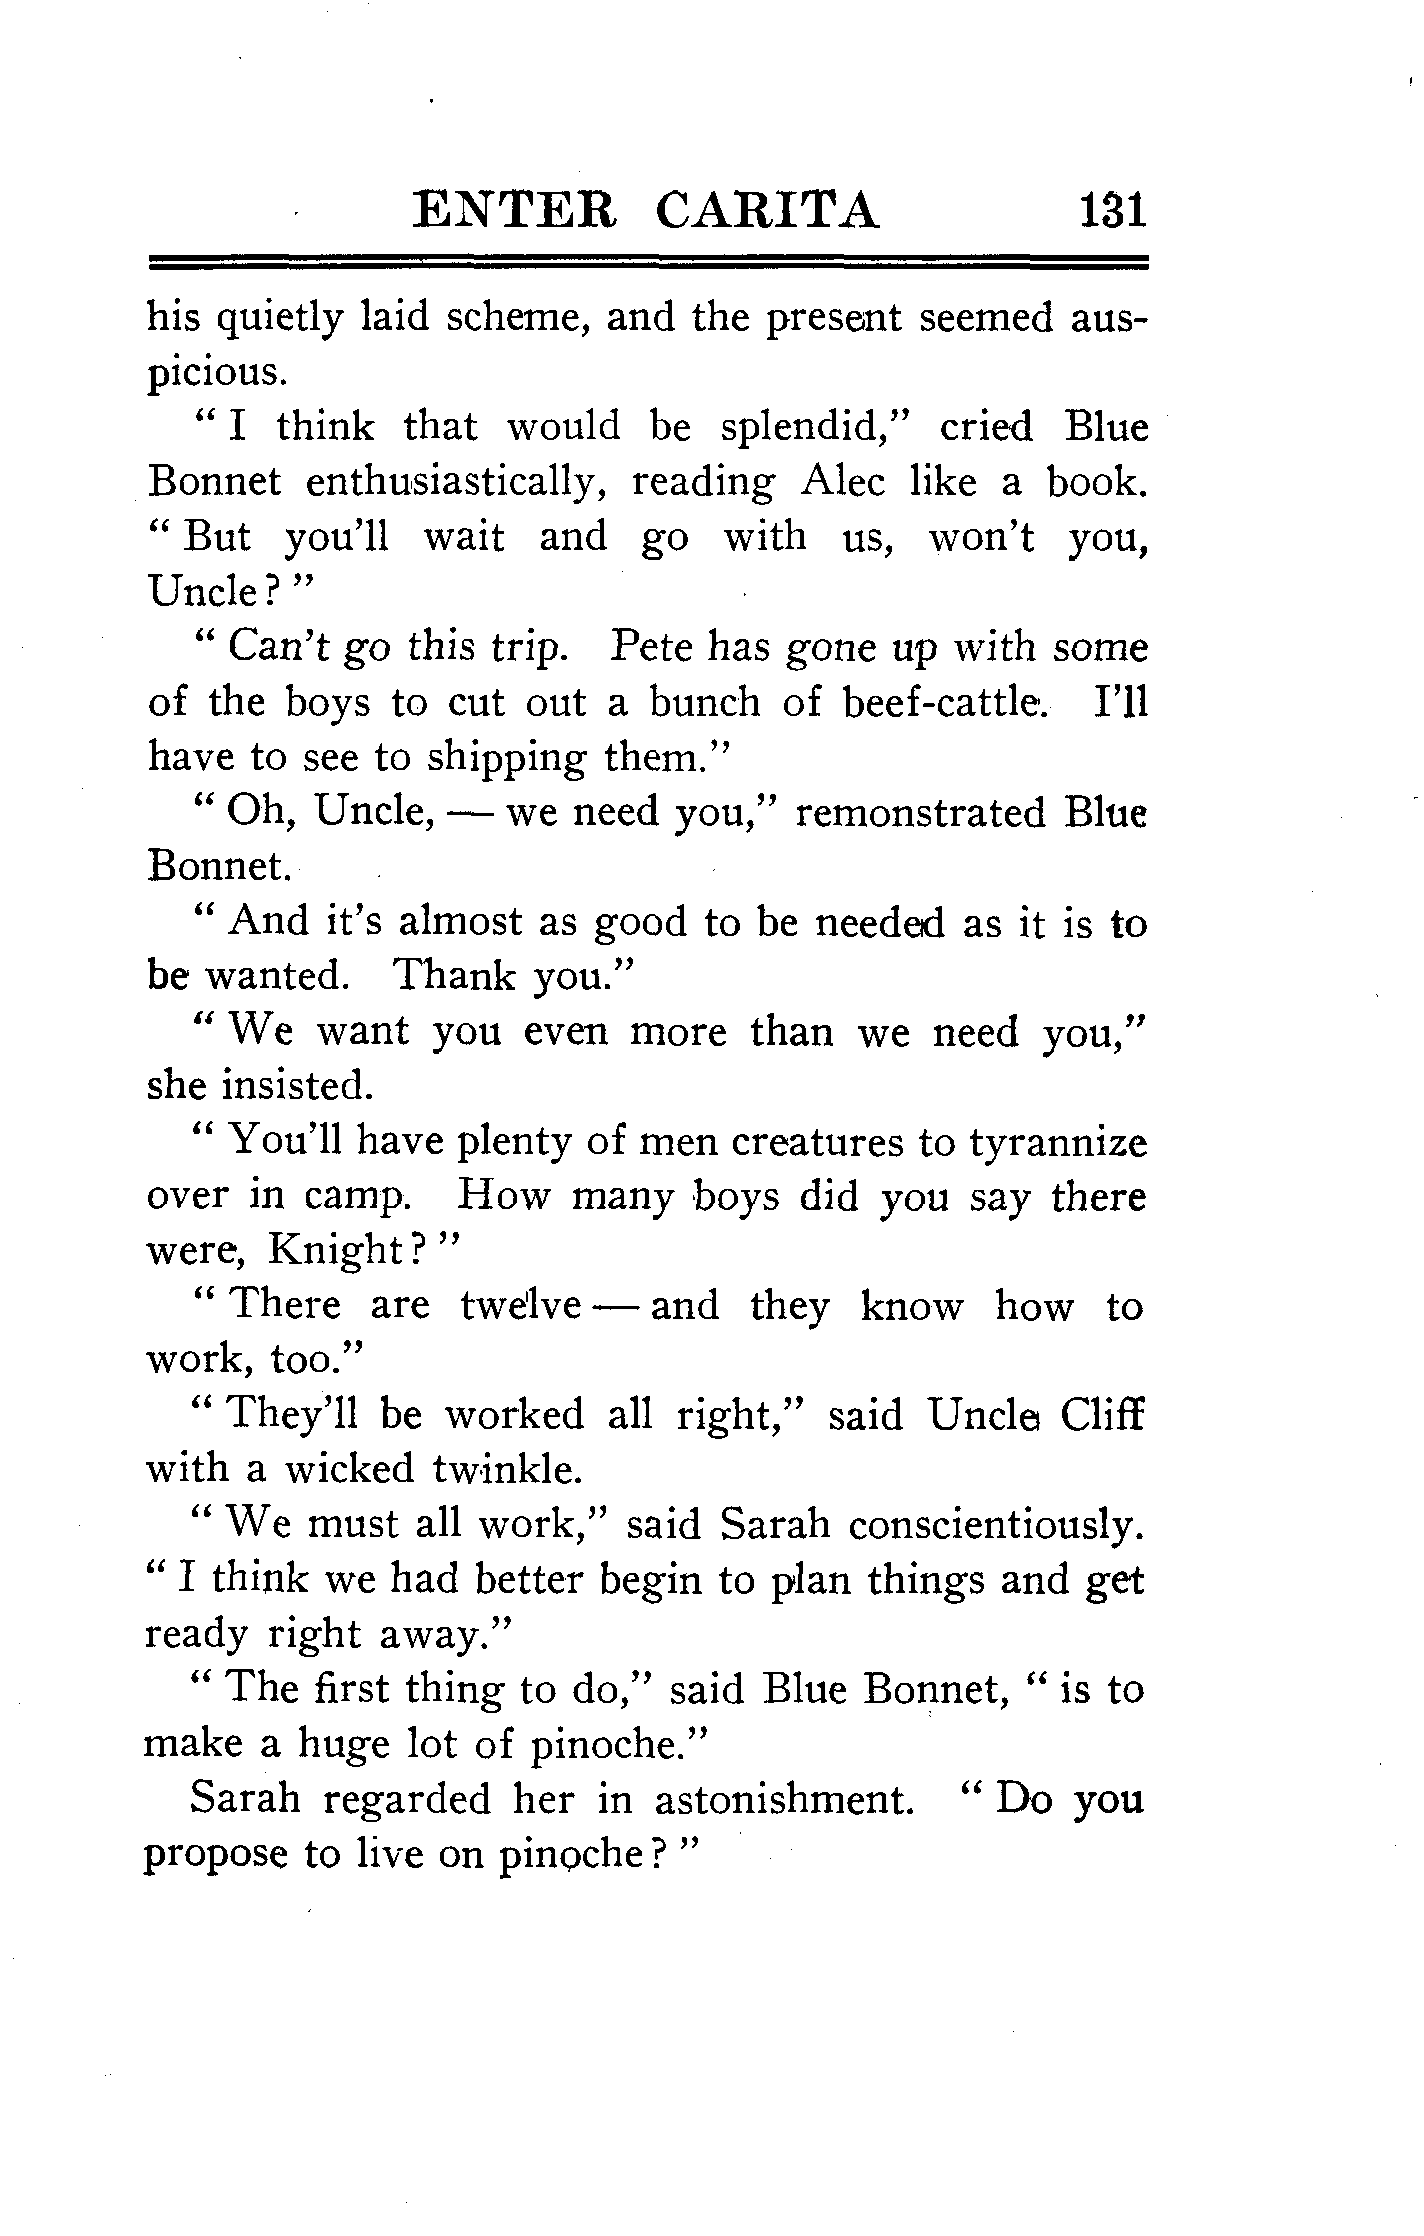 ENTER CARITA 131
his quietly laid scheme, and the present seemed aus-
picious.
" I think that would be splendid," cried Blue
Bonnet enthusiastically, reading Alec like a book.
" But you'll wait and go with us, won't you,
Uncle? "
" Can't go this trip. Pete has gone up with some
of the boys to cut out a bunch of beef-cattle. I'll
have to see to shipping them."
" Oh, Uncle, — we need you," remonstrated Blue
Bonnet.
" And it's almost as good to be needed as it is to
be wanted. Thank you."
" We want you even more than we need you,"
she insisted.
" You'll have plenty of men creatures to tyrannize
over in camp. How many boys did you say there
were, Knight? "
" There are twelve — and they know how to
work, too."
" They'll be worked all right," said Uncle Cliff
with a wicked twinkle.
" We must all work," said Sarah conscientiously.
" I think we had better begin to plan things and get
ready right away."
" The first thing to do," said Blue Bonnet, " is to
make a huge lot of pinoche."
Sarah regarded her in astonishment. " Do you
propose to live on pinoche? "